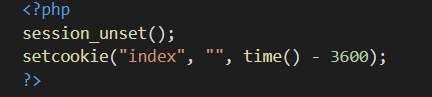 <?php
session_unset();
setcookie("index", "", time() - 3600);
?>